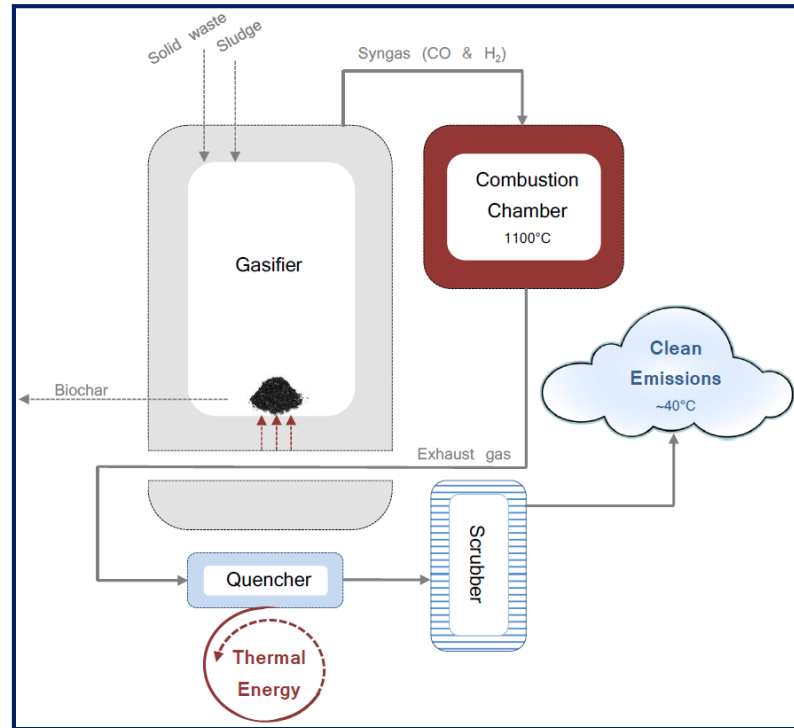 Solid waste
Sludge
Syngas (CO & H₂)
Combustion
Chamber
1100°C
Gasifier
Clean
Emissions
~40°C
Biochar
Exhaust gas
Scrubber
Quencher
Thermal
Energy